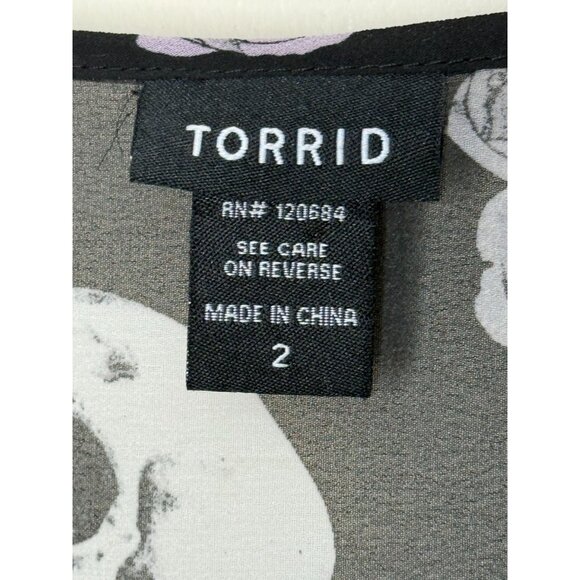 TORRID
RN# 120684
SEE CARE
ON REVERSE
MADE IN CHINA
2